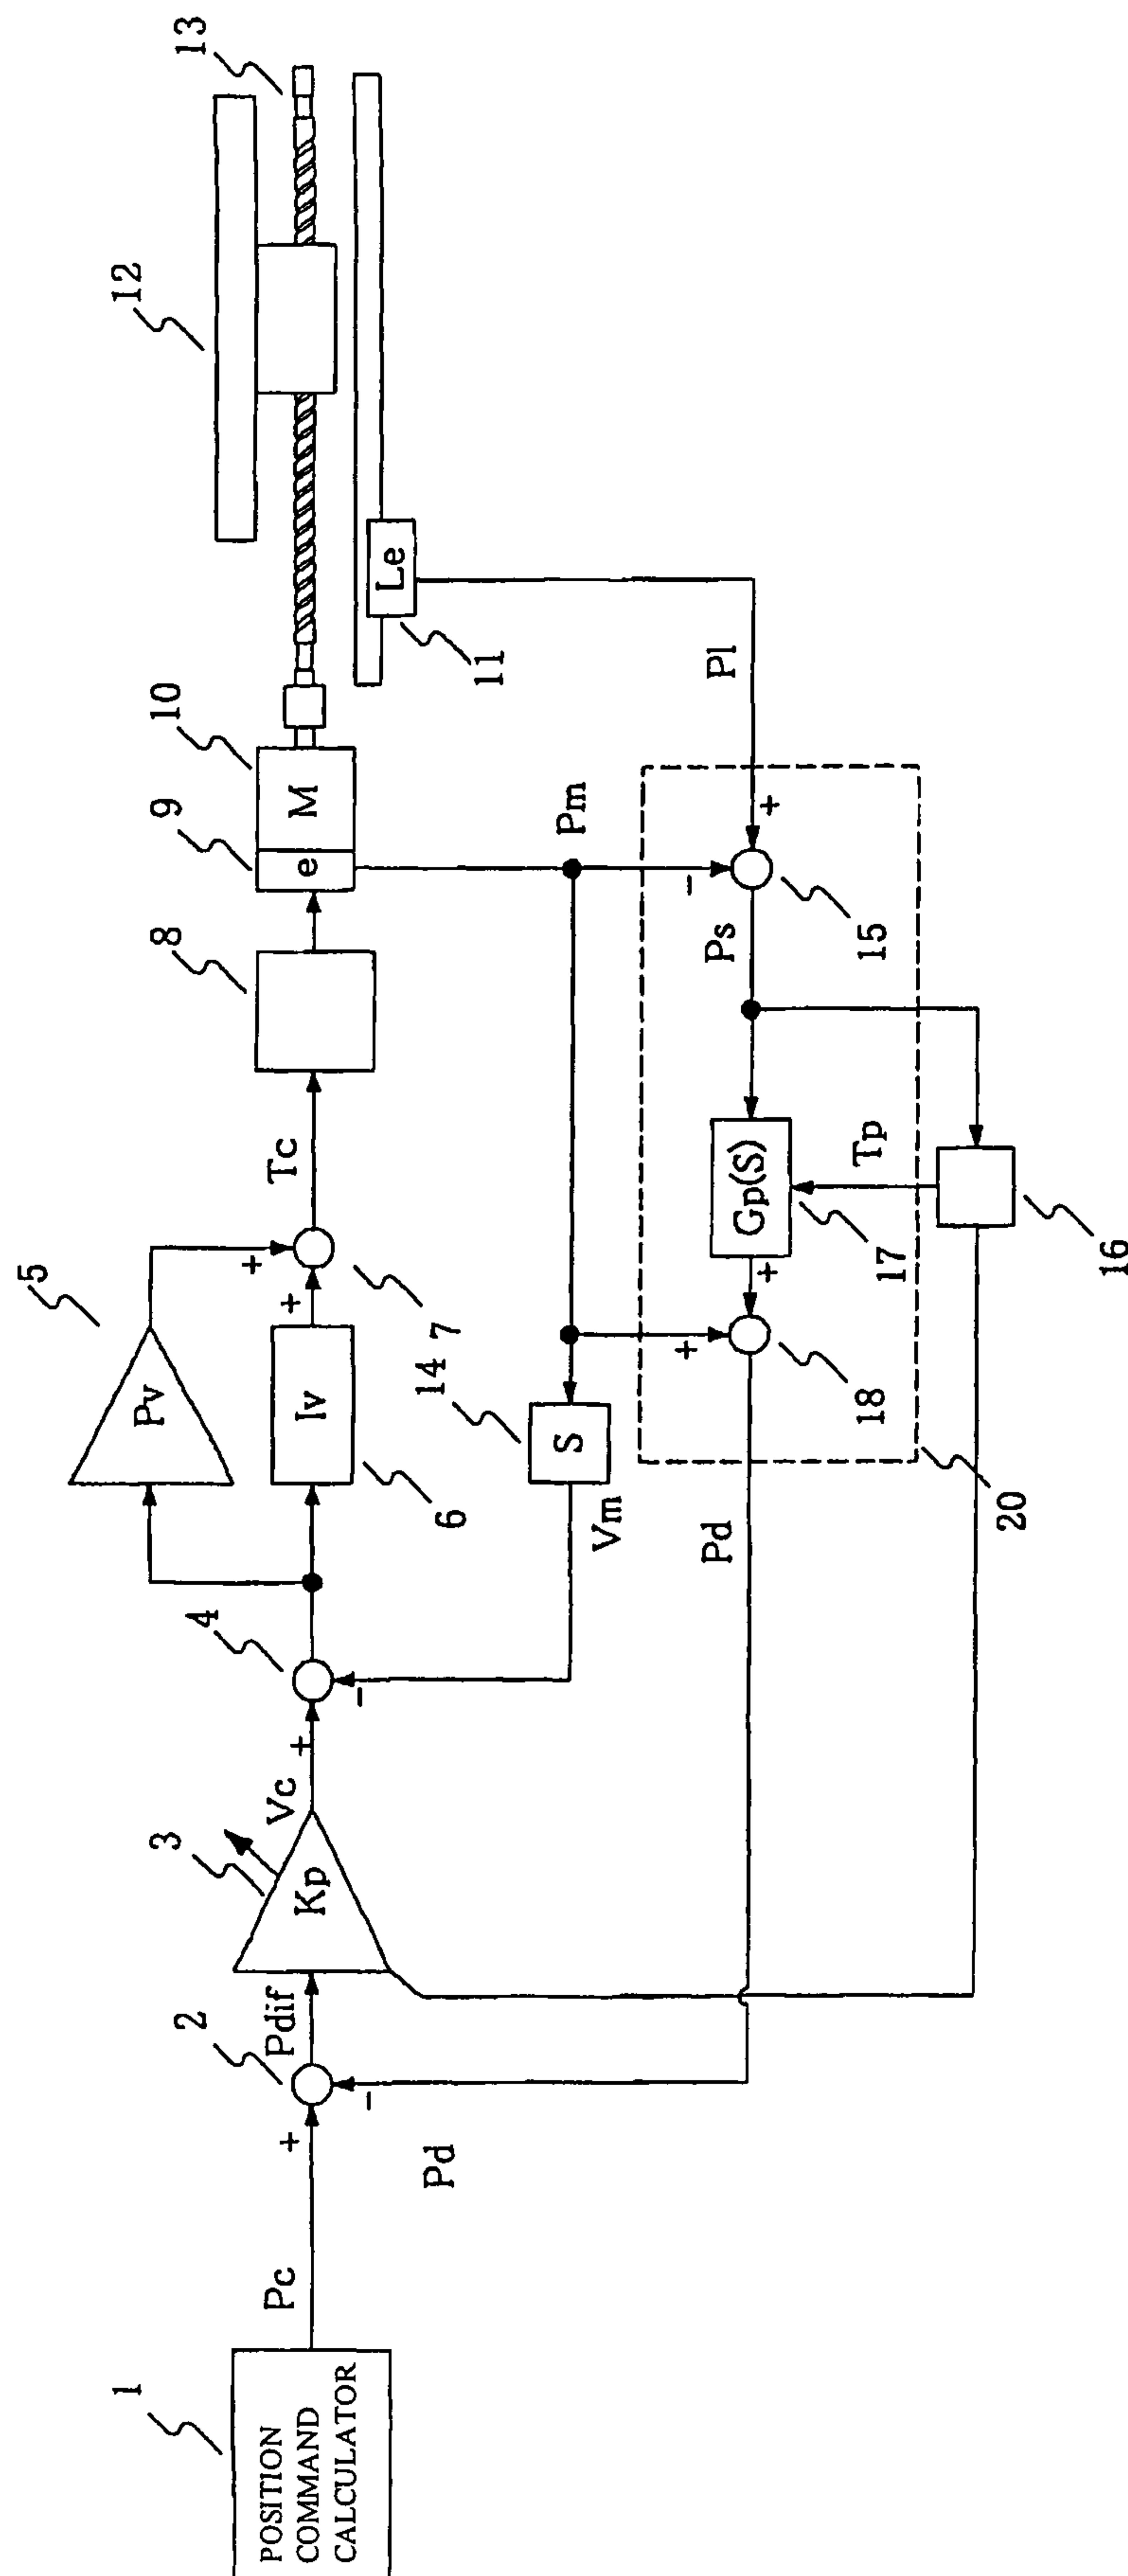 1
POSITION
COMMAND
CALCULATOR
Pc
+
2
-
Pd
Pdif
3
Kp
Vc
+
4
-
5
Pv
6
Iv
+
+
7
Tc
8
9
e
10
M
11
Le
12
13
14
S
Vm
Pm
Pl
+
-
15
Ps
Gp(S)
17
Tp
16
+
+
18
Pd
20